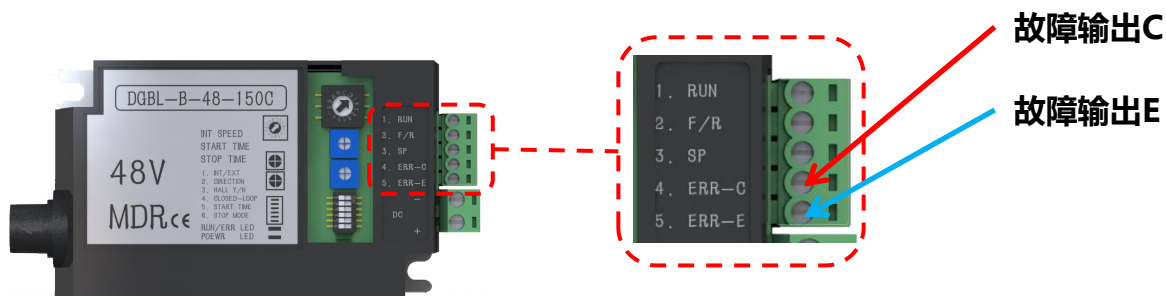 DGBL-B-48-150C
48V
MDR CE
INT SPEED
START TIME
STOP TIME
1. INT/EXT
2. DIRECTION
3. HALL Y/N
4. CLOSED-LOOP
5. START TIME
6. STOP MODE
RUN/ERR LED
POEWR LED
1. RUN
2. F/R
3. SP
4. ERR-C
5. ERR-E
-
DC
+
1. RUN
2. F/R
3. SP
4. ERR-C
5. ERR-E
故障输出C
故障输出E